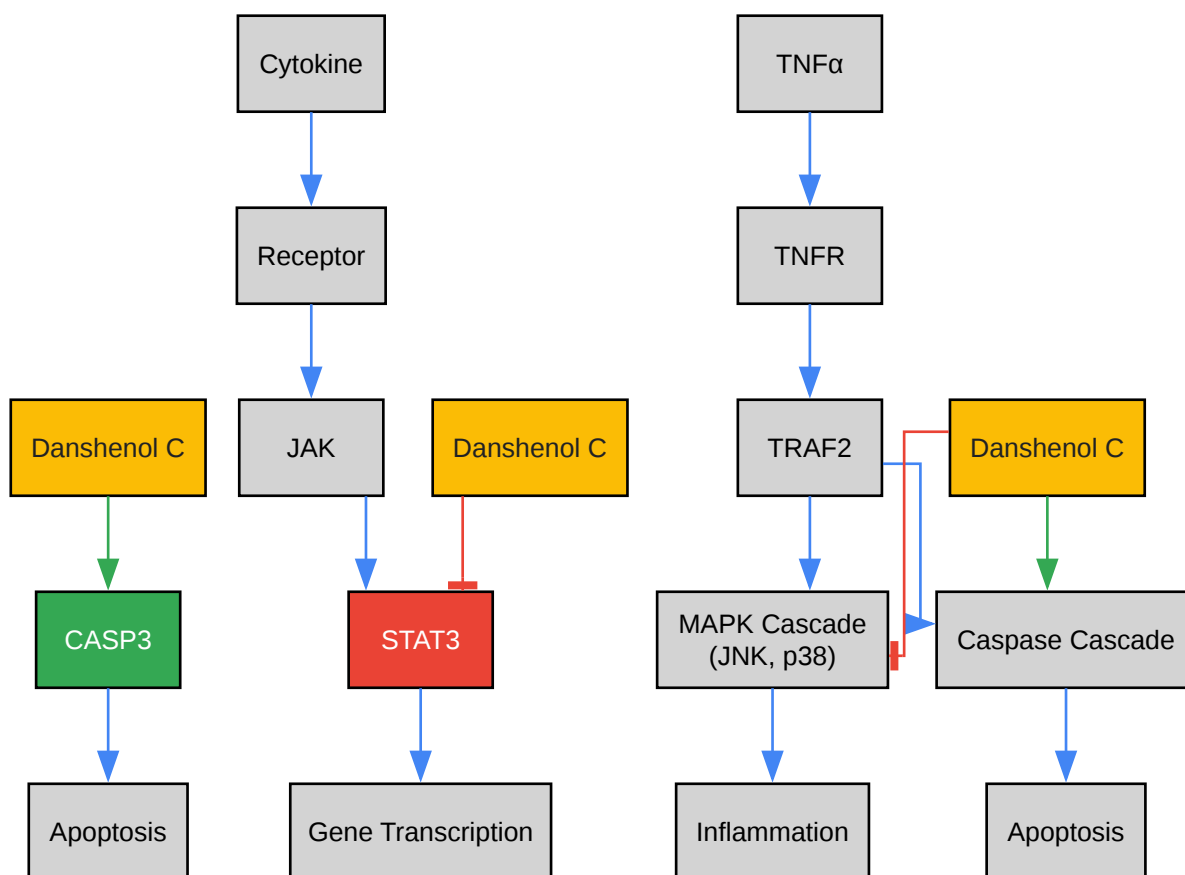 Cytokine
TNFα
Receptor
TNFR
Danshenol C
JAK
Danshenol C
TRAF2
Danshenol C
CASP3
STAT3
MAPK Cascade
(JNK, p38)
Caspase Cascade
Apoptosis
Gene Transcription
Inflammation
Apoptosis